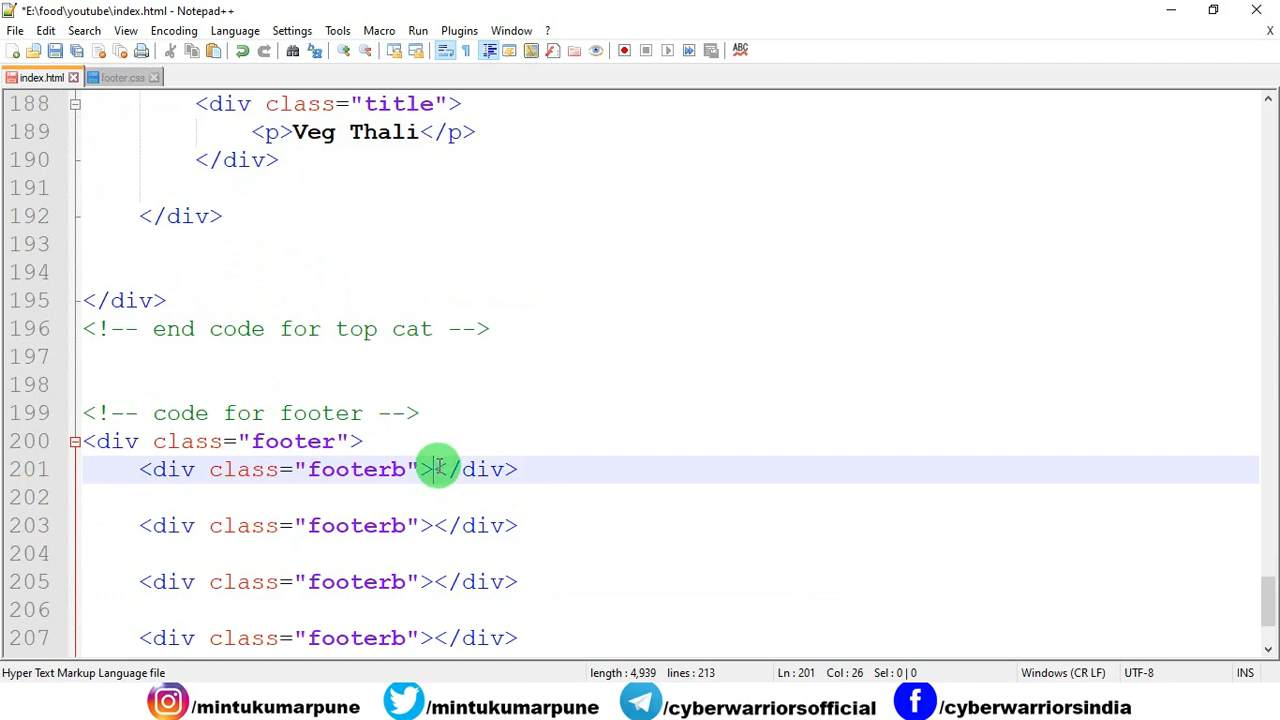 *E:\food\youtube\index.html - Notepad++
File Edit Search View Encoding Language Settings Tools Macro Run Plugins Window ? X
index.html footer.css
188 <div class="title">
189 <p>Veg Thali</p>
190 </div>
191
192 </div>
193
194
195 </div>
196 <!-- end code for top cat -->
197
198
199 <!-- code for footer -->
200 <div class="footer">
201 <div class="footerb"></div>
202
203 <div class="footerb"></div>
204
205 <div class="footerb"></div>
206
207 <div class="footerb"></div>
Hyper Text Markup Language file length : 4,939 lines : 213 Ln : 201 Col : 26 Sel : 0 | 0 Windows (CR LF) UTF-8 INS
/mintukumarpune /mintukumarpune /cyberwarriorsofficial /cyberwarriorsindia